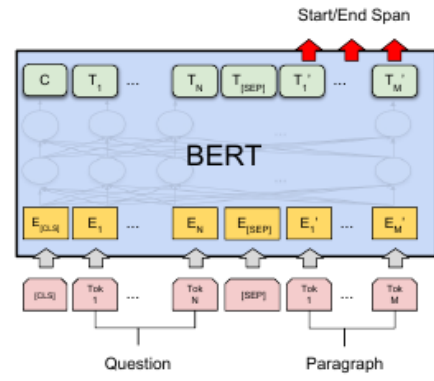 Start/End Span
C T1 ... TN T[SEP] T1' ... TM'
...
BERT
...
E[CLS] E1 ... EN E[SEP] E1' ... EM'
[CLS] Tok 1 ... Tok N [SEP] Tok 1 ... Tok M
Question Paragraph